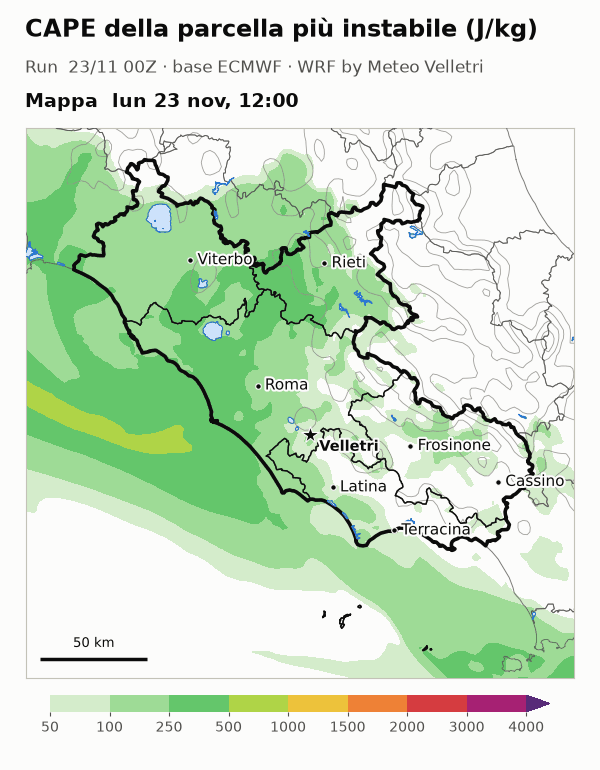 CAPE della parcella più instabile (J/kg)
Run  23/11 00Z · base ECMWF · WRF by Meteo Velletri
Mappa  lun 23 nov, 12:00
Viterbo
Rieti
Roma
Velletri
Frosinone
Latina
Cassino
Terracina
50 km
50 100 250 500 1000 1500 2000 3000 4000